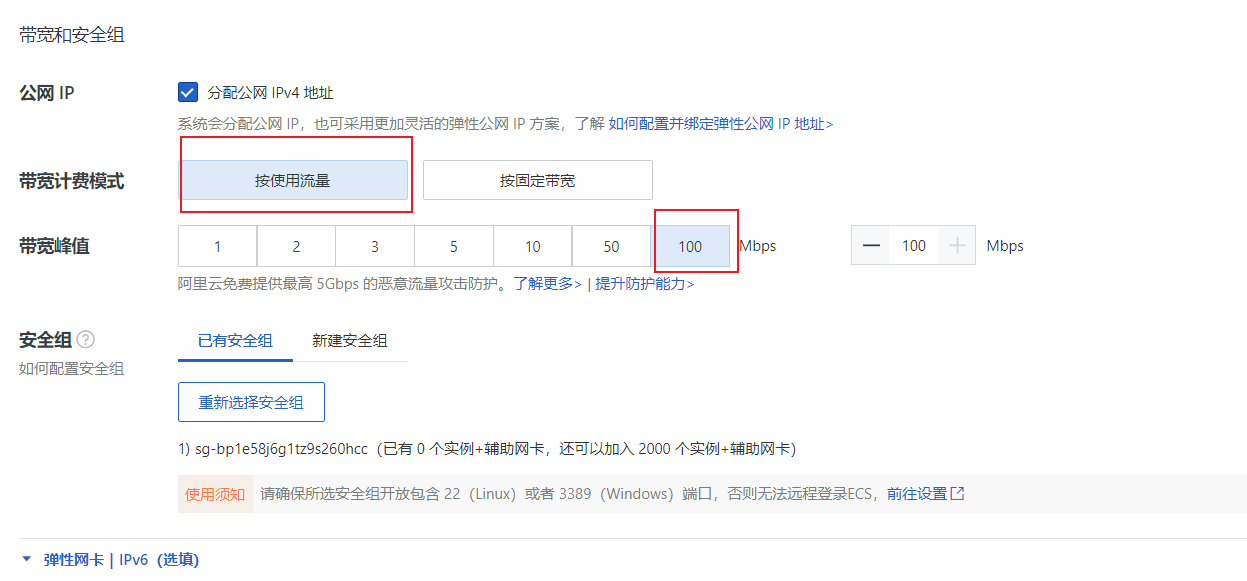 带宽和安全组
公网 IP
分配公网 IPv4 地址
系统会分配公网 IP，也可采用更加灵活的弹性公网 IP 方案，了解 如何配置并绑定弹性公网 IP 地址>
带宽计费模式
按使用流量 按固定带宽
带宽峰值
1 2 3 5 10 50 100 Mbps — 100 + Mbps
阿里云免费提供最高 5Gbps 的恶意流量攻击防护。了解更多> | 提升防护能力>
安全组 ?
已有安全组 新建安全组
如何配置安全组
重新选择安全组
1) sg-bp1e58j6g1tz9s260hcc（已有 0 个实例+辅助网卡，还可以加入 2000 个实例+辅助网卡）
使用须知 请确保所选安全组开放包含 22（Linux）或者 3389（Windows）端口，否则无法远程登录ECS，前往设置
弹性网卡 | IPv6（选填）